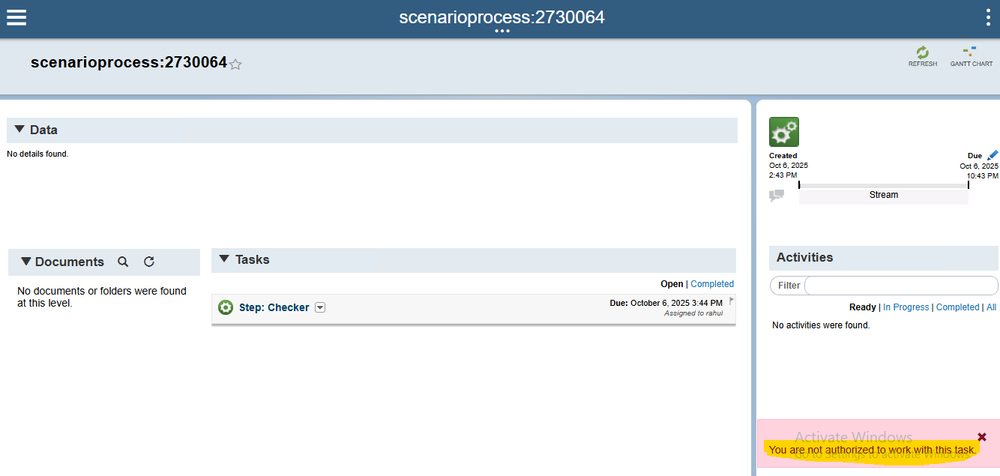 scenarioprocess:2730064
scenarioprocess:2730064
REFRESH
GANTT CHART
Data
No details found.
Created
Oct 6, 2025
2:43 PM
Due
Oct 6, 2025
10:43 PM
Stream
Documents
No documents or folders were found
at this level.
Tasks
Open | Completed
Step: Checker
Due: October 6, 2025 3:44 PM
Assigned to rahul
Activities
Filter
Ready | In Progress | Completed | All
No activities were found.
Activate Windows
You are not authorized to work with this task.
Go to Settings to activate Windows.